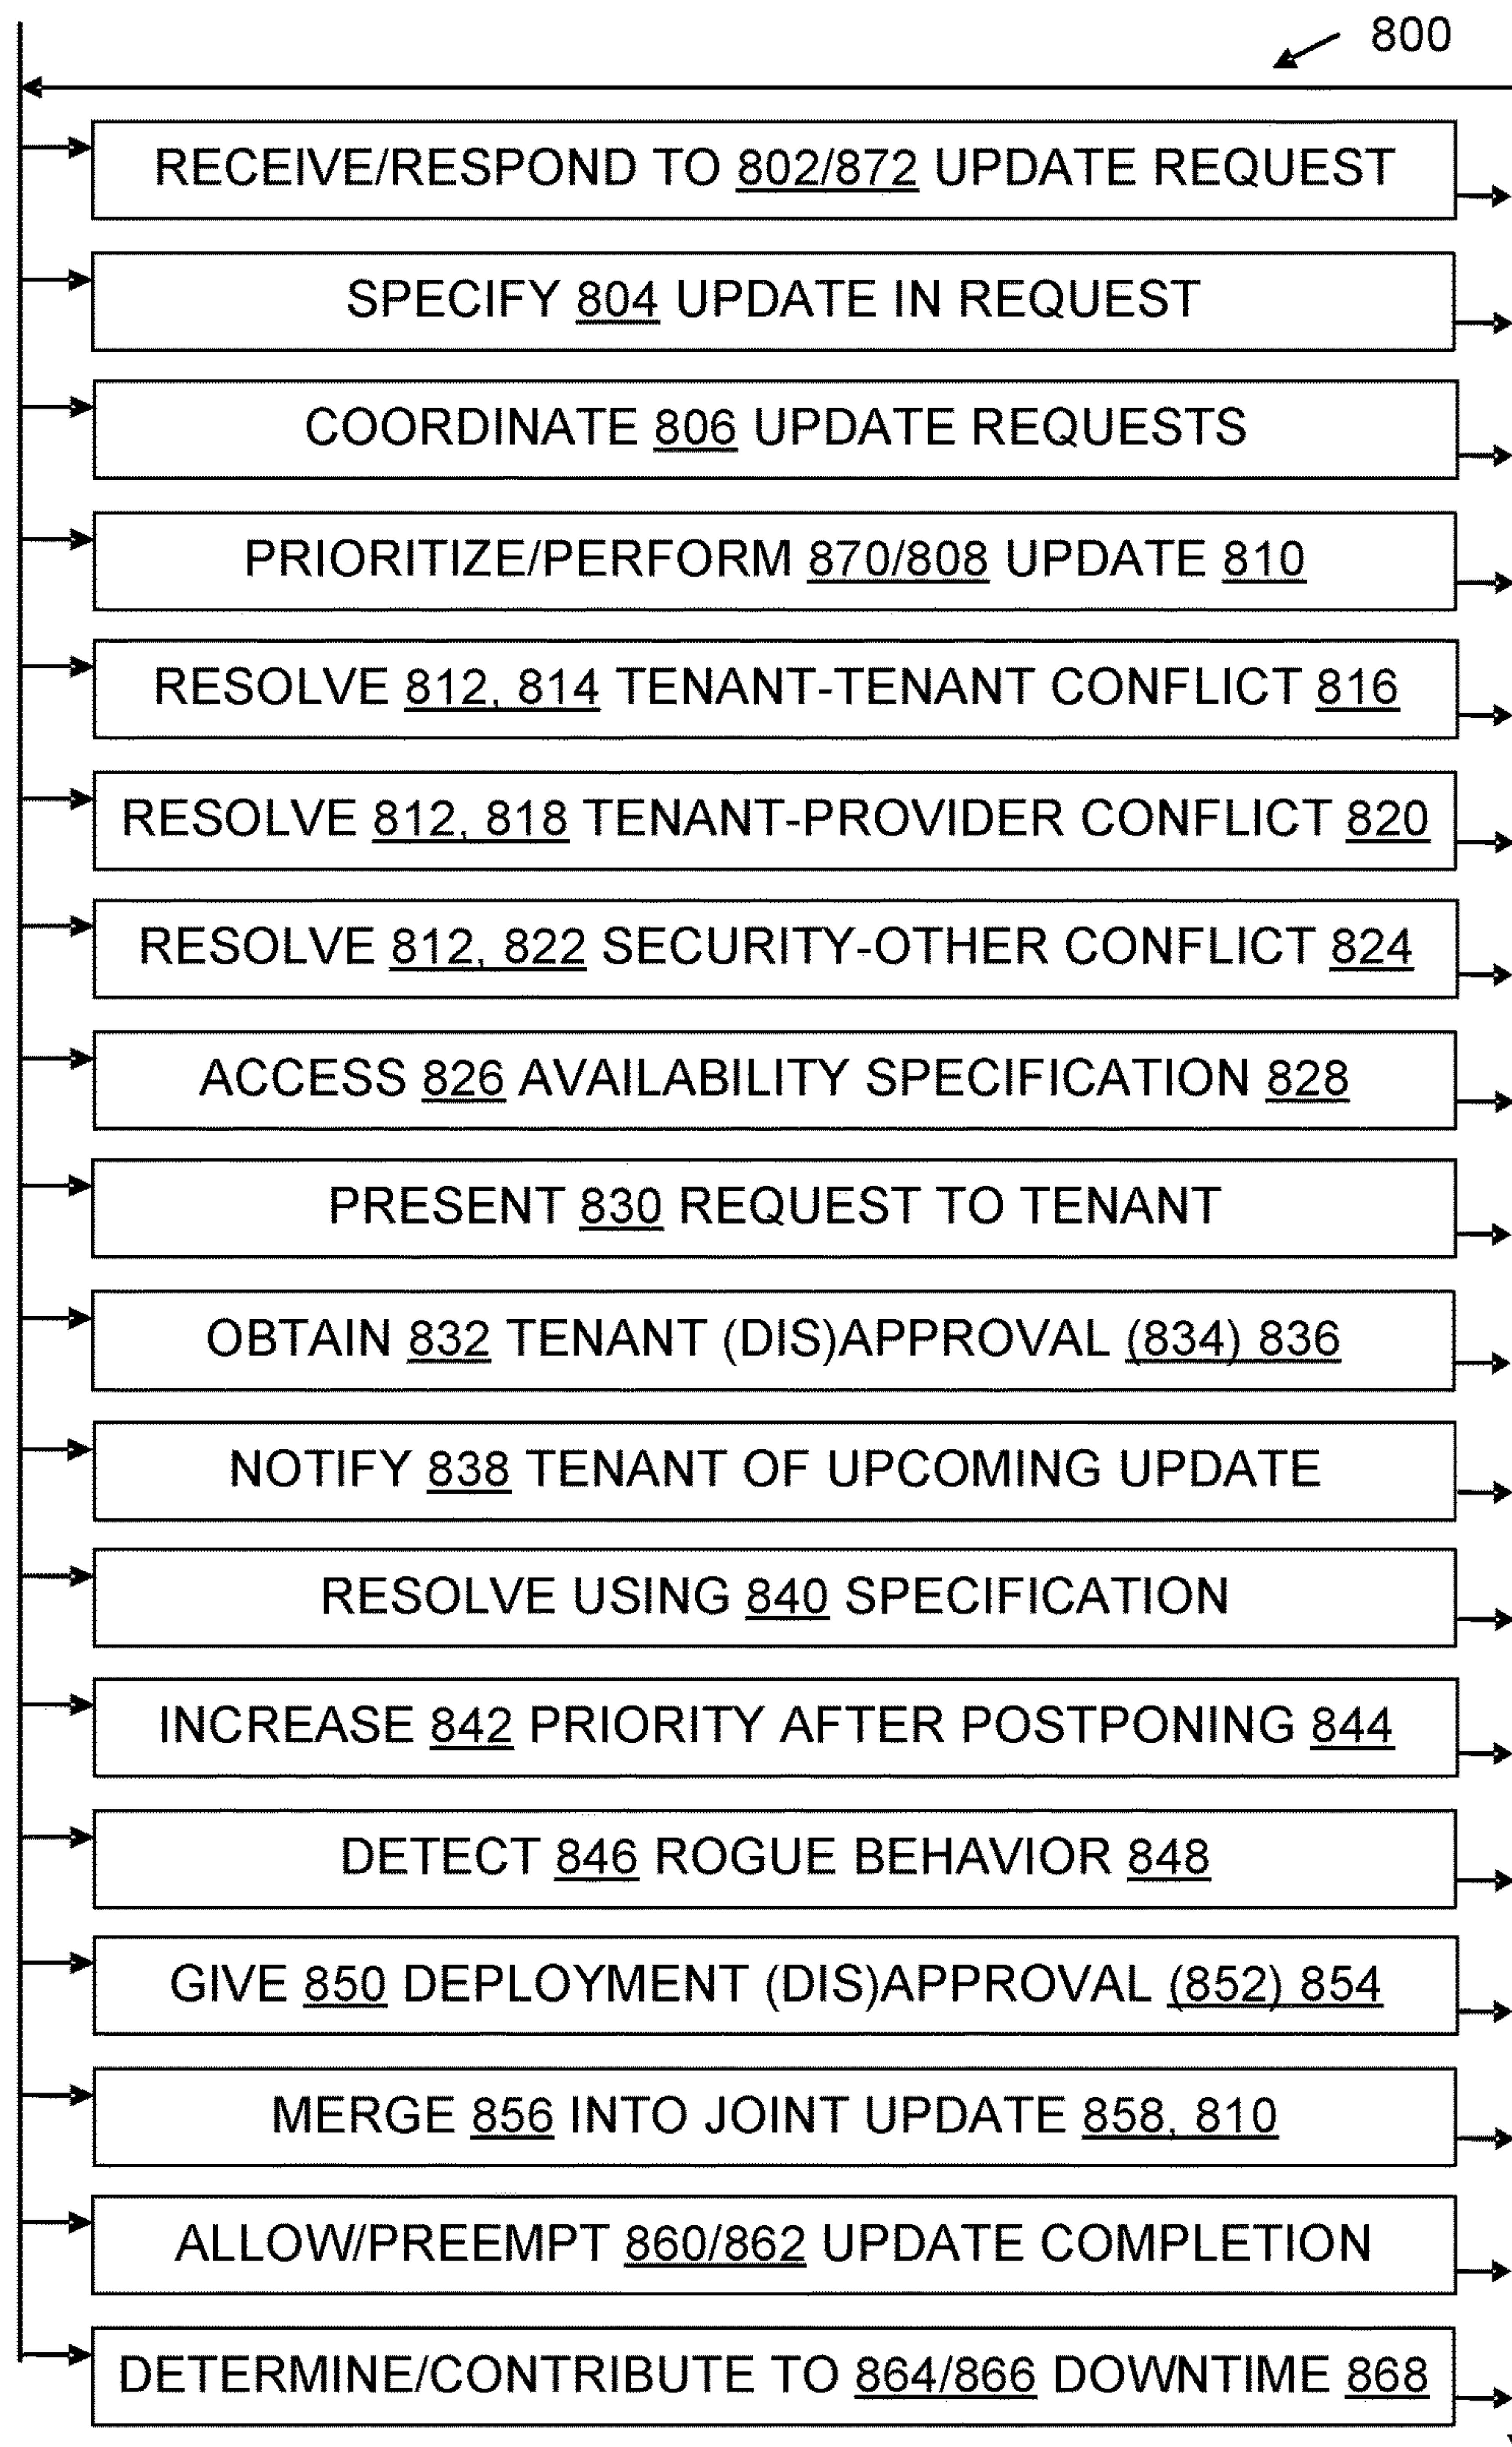 800
RECEIVE/RESPOND TO 802/872 UPDATE REQUEST
SPECIFY 804 UPDATE IN REQUEST
COORDINATE 806 UPDATE REQUESTS
PRIORITIZE/PERFORM 870/808 UPDATE 810
RESOLVE 812, 814 TENANT-TENANT CONFLICT 816
RESOLVE 812, 818 TENANT-PROVIDER CONFLICT 820
RESOLVE 812, 822 SECURITY-OTHER CONFLICT 824
ACCESS 826 AVAILABILITY SPECIFICATION 828
PRESENT 830 REQUEST TO TENANT
OBTAIN 832 TENANT (DIS)APPROVAL (834) 836
NOTIFY 838 TENANT OF UPCOMING UPDATE
RESOLVE USING 840 SPECIFICATION
INCREASE 842 PRIORITY AFTER POSTPONING 844
DETECT 846 ROGUE BEHAVIOR 848
GIVE 850 DEPLOYMENT (DIS)APPROVAL (852) 854
MERGE 856 INTO JOINT UPDATE 858, 810
ALLOW/PREEMPT 860/862 UPDATE COMPLETION
DETERMINE/CONTRIBUTE TO 864/866 DOWNTIME 868